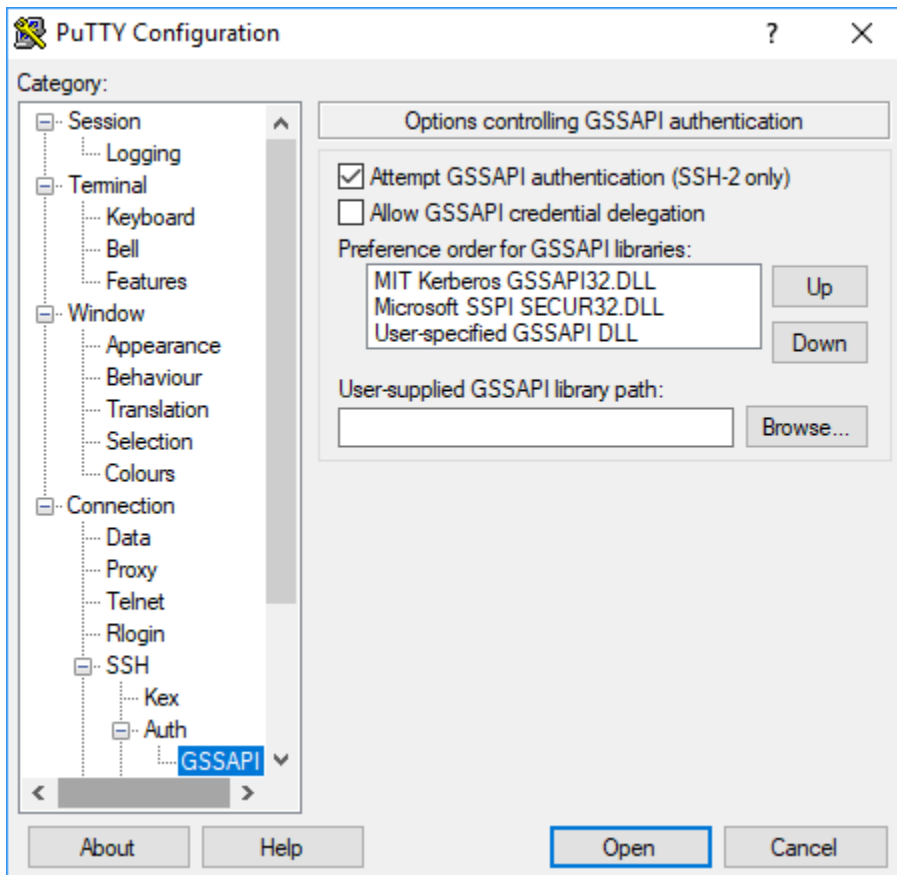 PuTTY Configuration
?
Category:
Session
Logging
Terminal
Keyboard
Bell
Features
Window
Appearance
Behaviour
Translation
Selection
Colours
Connection
Data
Proxy
Telnet
Rlogin
SSH
Kex
Auth
GSSAPI
Options controlling GSSAPI authentication
Attempt GSSAPI authentication (SSH-2 only)
Allow GSSAPI credential delegation
Preference order for GSSAPI libraries:
MIT Kerberos GSSAPI32.DLL
Microsoft SSPI SECUR32.DLL
User-specified GSSAPI DLL
Up
Down
User-supplied GSSAPI library path:
Browse...
About
Help
Open
Cancel